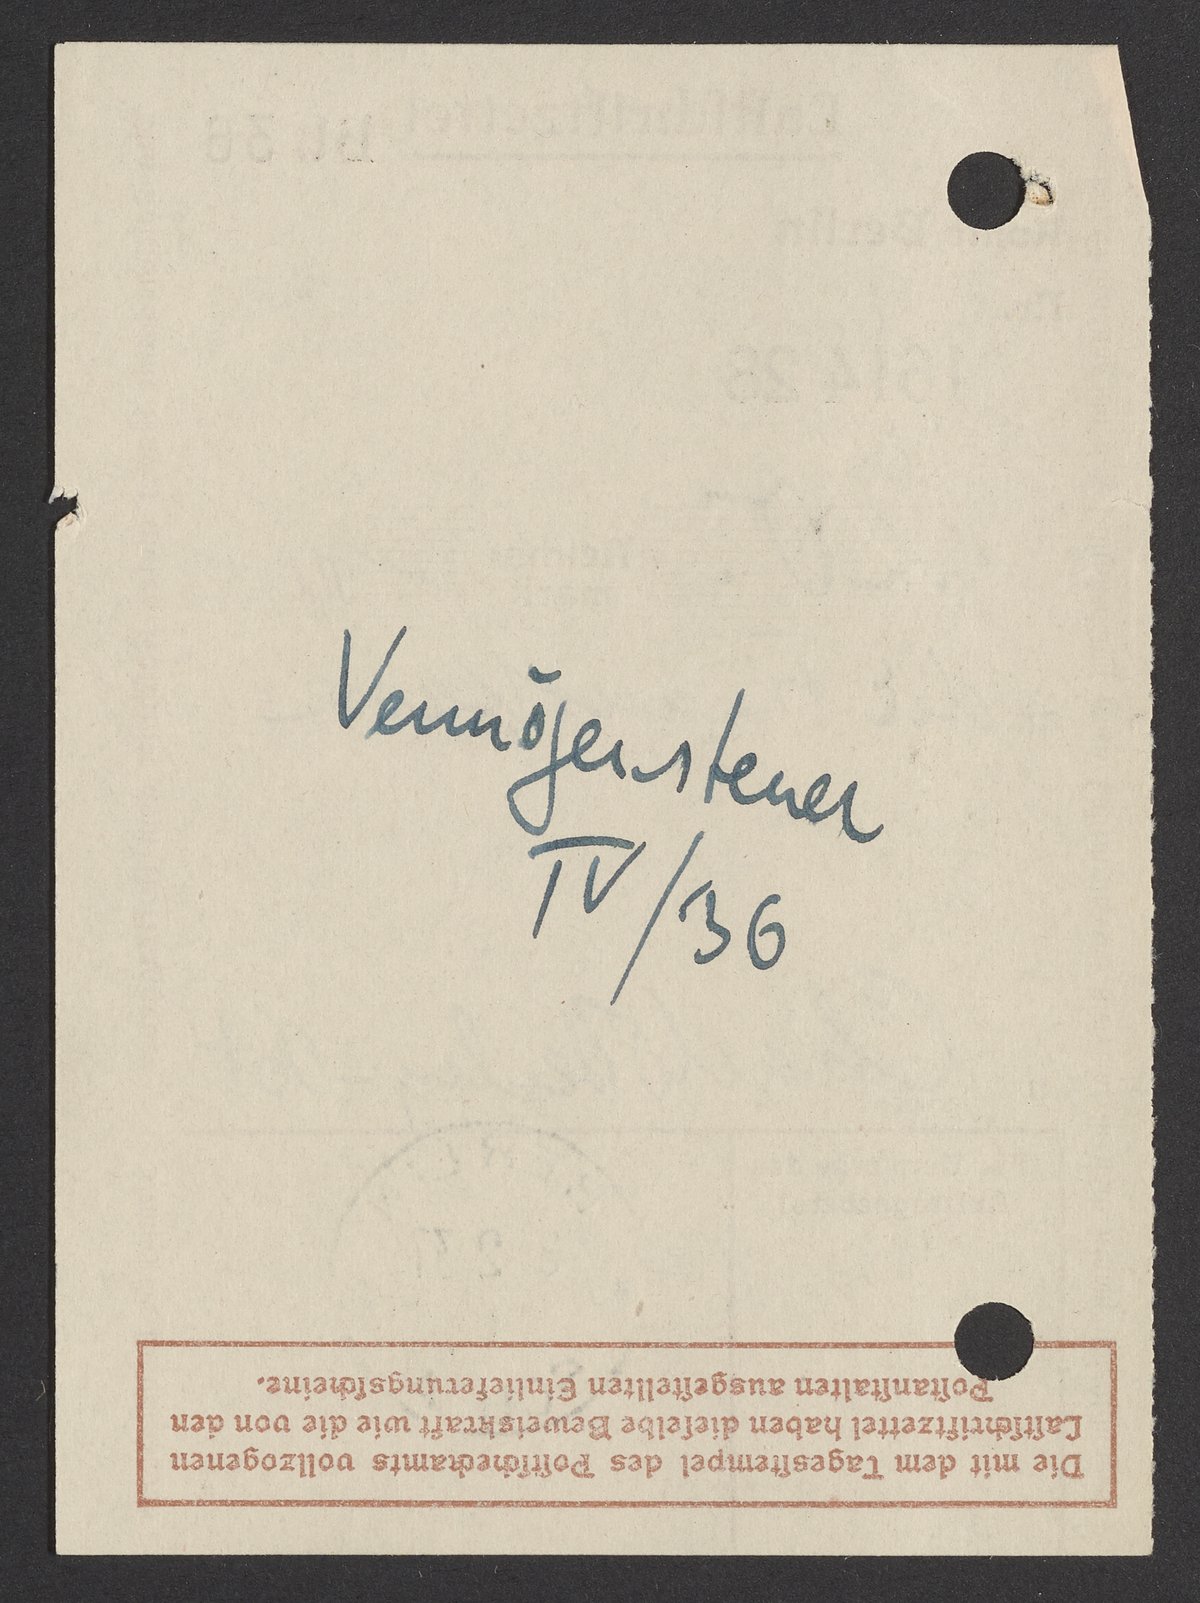 Vermögenssteuer
IV/36
Die mit dem Tagesstempel des Postscheckamts vollzogenen
Lastschriftzettel haben dieselbe Beweiskraft wie die von den
Postanstalten ausgestellten Einlieferungsscheine.